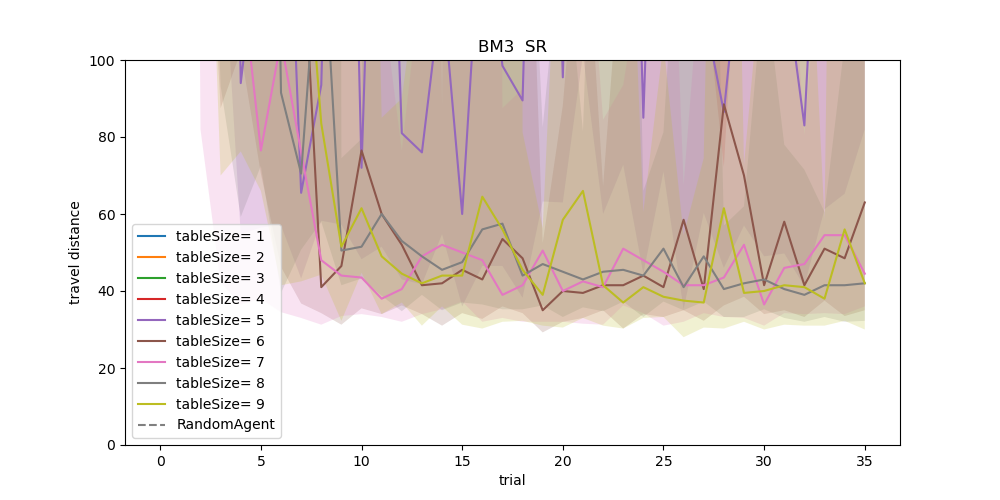 BM3  SR
travel distance
100
80
60
40
20
0
tableSize= 1
tableSize= 2
tableSize= 3
tableSize= 4
tableSize= 5
tableSize= 6
tableSize= 7
tableSize= 8
tableSize= 9
RandomAgent
0 5 10 15 20 25 30 35
trial